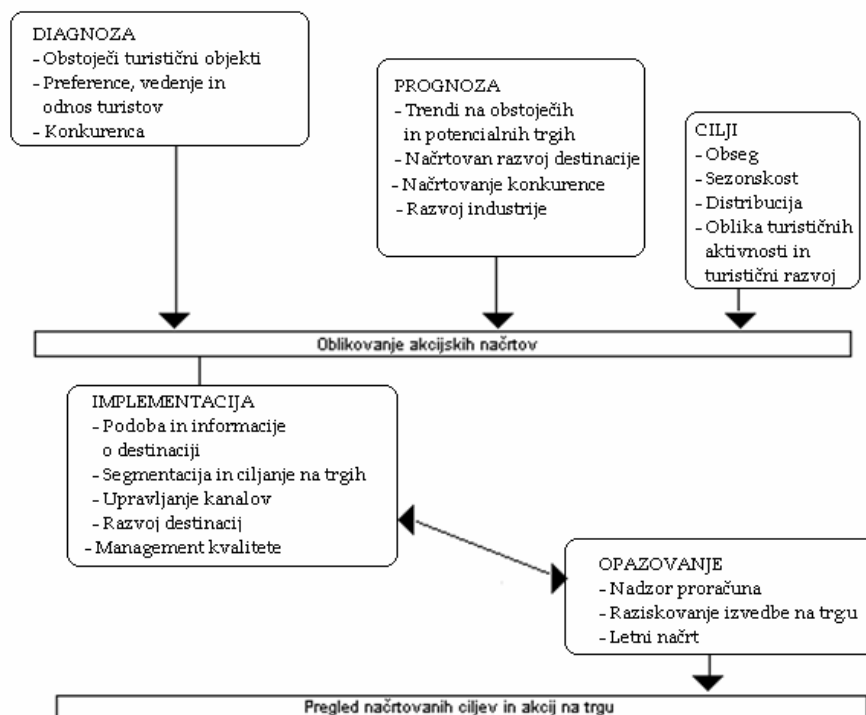 DIAGNOZA
- Obstoječi turistični objekti
- Preference, vedenje in
odnos turistov
- Konkurenca
PROGNOZA
- Trendi na obstoječih
in potencialnih trgih
- Načrtovan razvoj destinacije
- Načrtovanje konkurence
- Razvoj industrije
CILJI
- Obseg
- Sezonskost
- Distribucija
- Oblika turističnih
aktivnosti in
turistični razvoj
Oblikovanje akcijskih načrtov
IMPLEMENTACIJA
- Podoba in informacije
o destinaciji
- Segmentacija in ciljanje na trgih
- Upravljanje kanalov
- Razvoj destinacij
- Management kvalitete
OPAZOVANJE
- Nadzor proračuna
- Raziskovanje izvedbe na trgu
- Letni načrt
Pregled načrtovanih ciljev in akcij na trgu